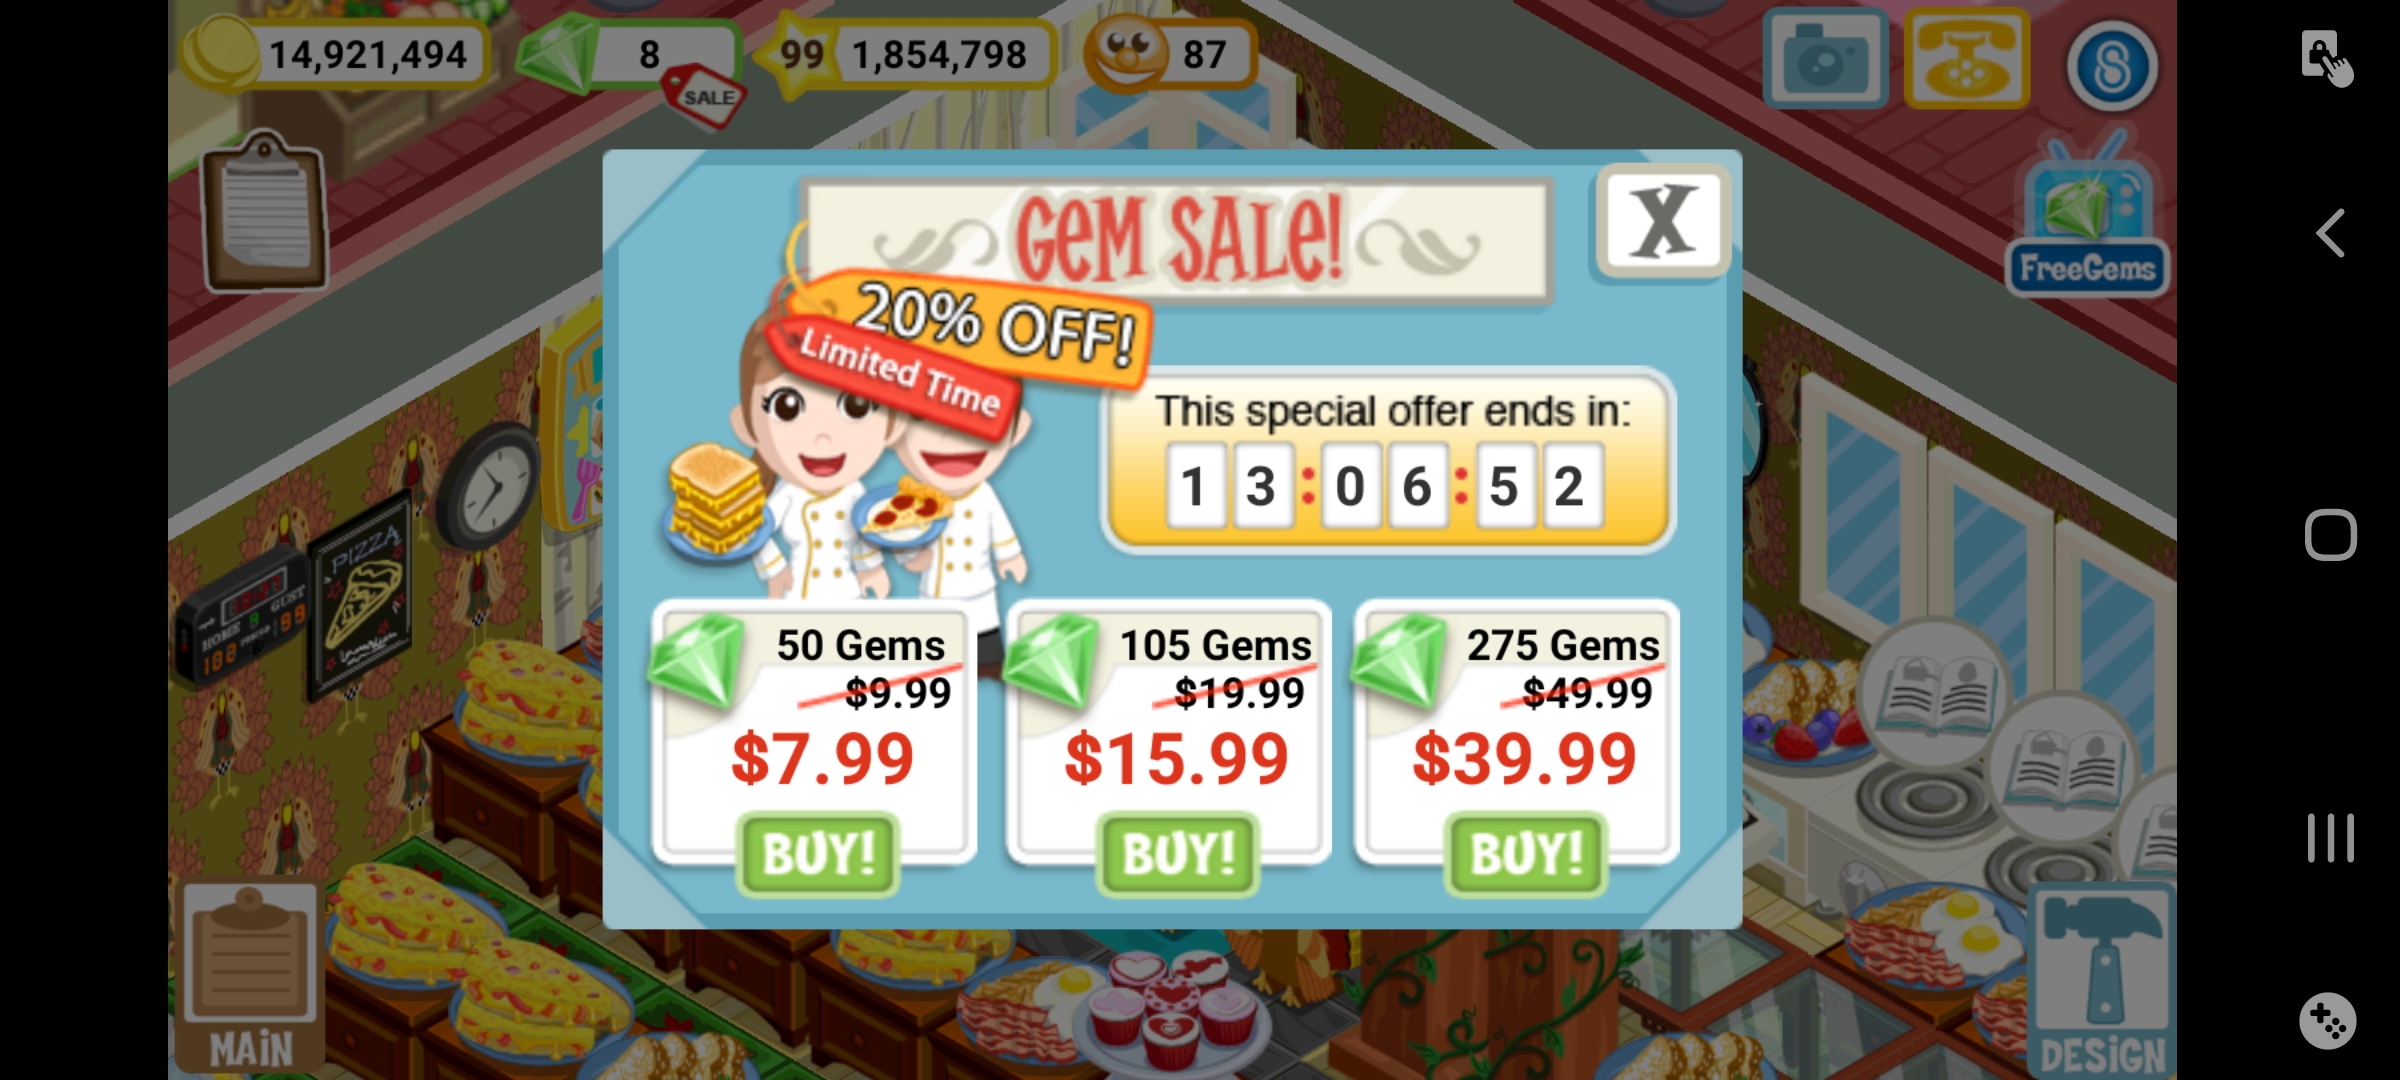 14,921,494
8
SALE
99 1,854,798
87
FreeGems
GeM SALe!
X
20% OFF!
Limited Time
This special offer ends in:
13:06:52
50 Gems
$9.99
$7.99
BUY!
105 Gems
$19.99
$15.99
BUY!
275 Gems
$49.99
$39.99
BUY!
PIZZA
HOME
GUST
MAiN
DESiGN